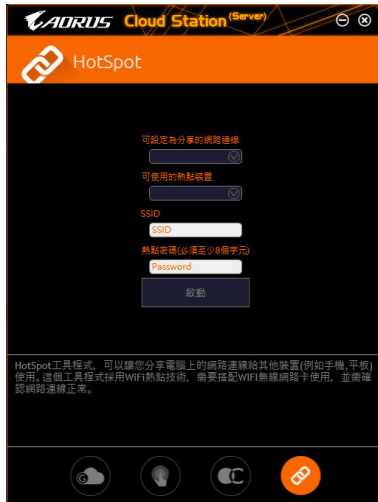 AORUS Cloud Station (Server)
HotSpot
可設定為分享的網路連線
可使用的熱點裝置
SSID
SSID
熱點密碼(必須至少8個字元)
Password
啟動
HotSpot工具程式，可以讓您分享電腦上的網路連線給其他裝置(例如手機,平板)
使用。這個工具程式採用WiFi熱點技術，需要搭配WIFI無線網路卡使用，並需確
認網路連線正常。
G